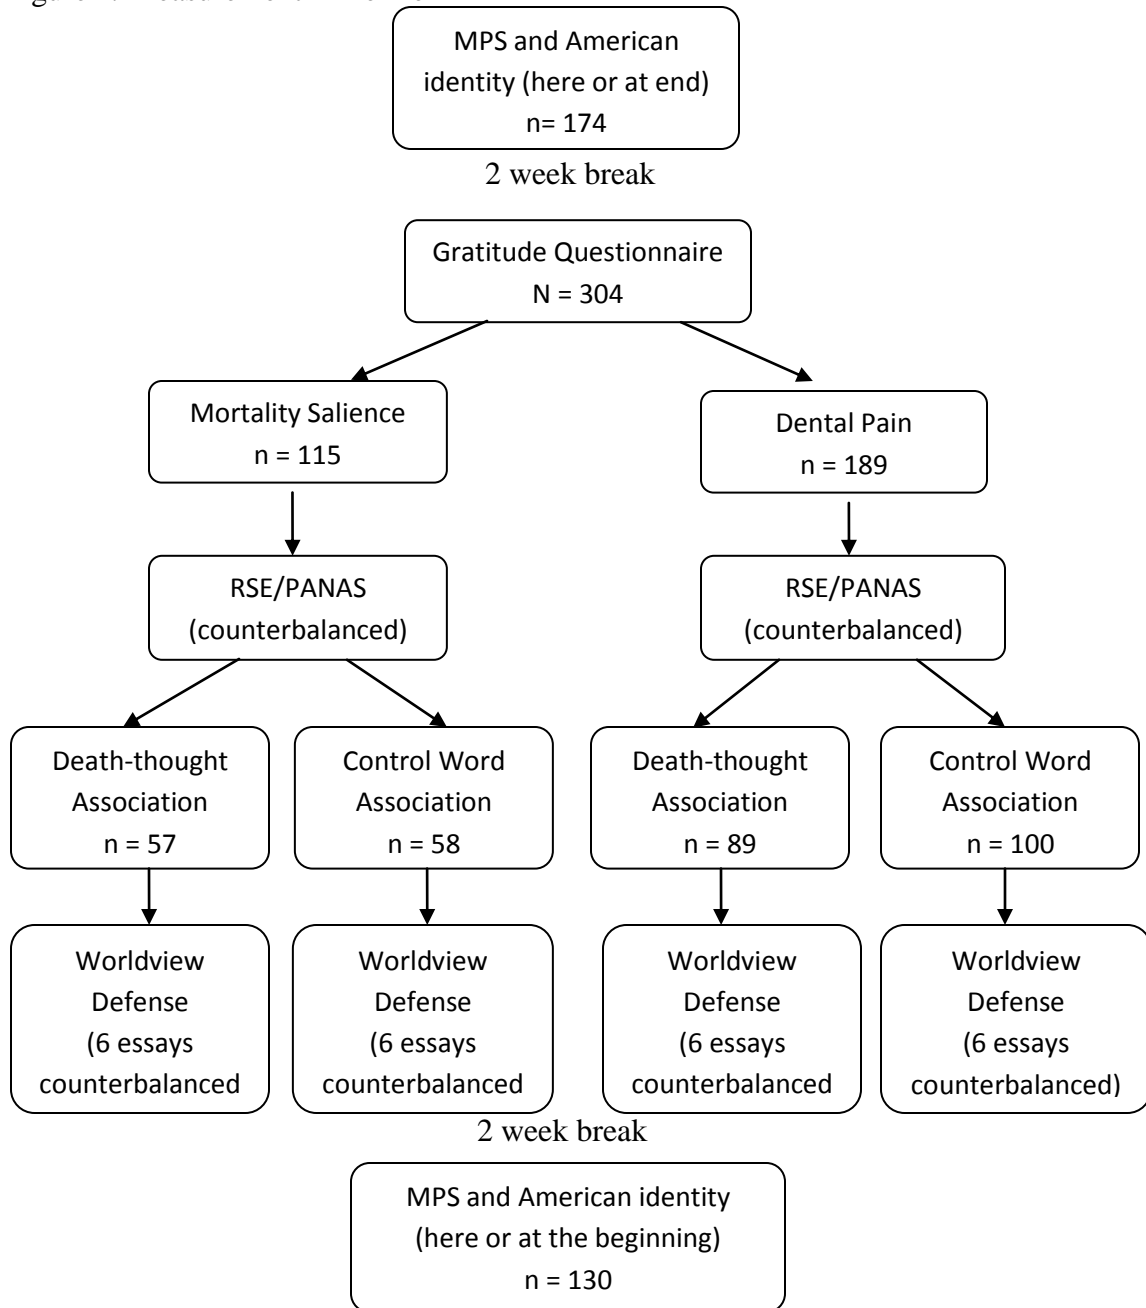 MPS and American
identity (here or at end)
n= 174
2 week break
Gratitude Questionnaire
N = 304
Mortality Salience
n = 115
Dental Pain
n = 189
RSE/PANAS
(counterbalanced)
RSE/PANAS
(counterbalanced)
Death-thought
Association
n = 57
Control Word
Association
n = 58
Death-thought
Association
n = 89
Control Word
Association
n = 100
Worldview
Defense
(6 essays
counterbalanced
Worldview
Defense
(6 essays
counterbalanced
Worldview
Defense
(6 essays
counterbalanced
Worldview
Defense
(6 essays
counterbalanced)
2 week break
MPS and American identity
(here or at the beginning)
n = 130